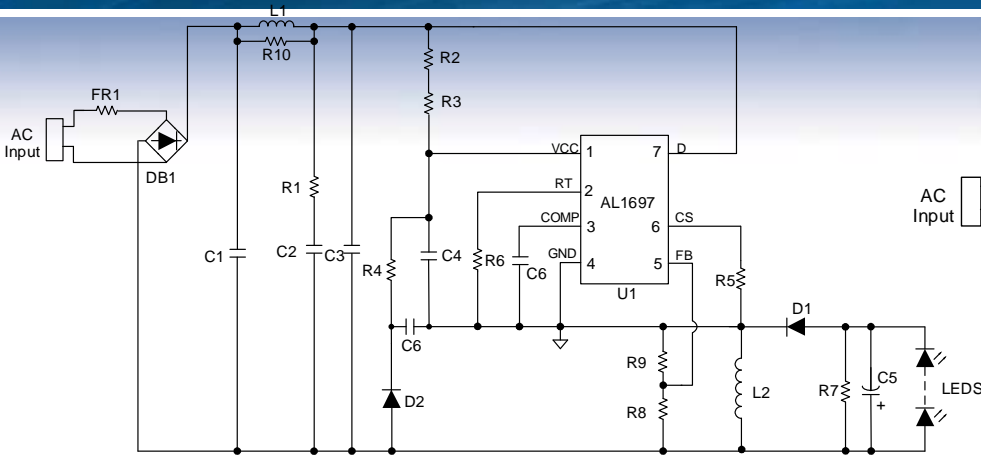 L1
R10
R2
R3
FR1
AC
Input
DB1
R1
C1
C2
C3
R4
C4
R6
C6
C6
D2
VCC
1
RT
2
COMP
3
GND
4
AL1697
7
D
6
CS
5
FB
U1
R5
R9
R8
L2
D1
R7
C5
+
LEDS
AC
Input